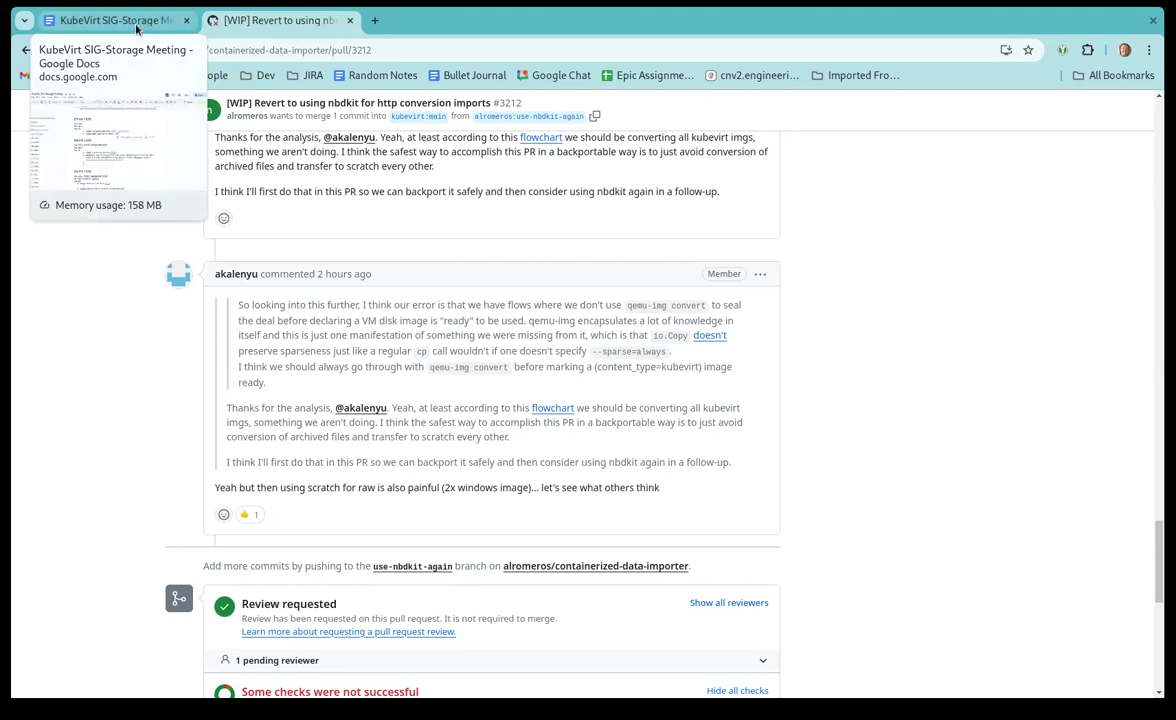 KubeVirt SIG-Storage Me
[WIP] Revert to using nb
KubeVirt SIG-Storage Meeting -
Google Docs
docs.google.com
Memory usage: 158 MB
/containerized-data-importer/pull/3212
ople
Dev
JIRA
Random Notes
Bullet Journal
Google Chat
Epic Assignme...
cnv2.engineeri...
Imported Fro...
All Bookmarks
[WIP] Revert to using nbdkit for http conversion imports #3212
alromeros wants to merge 1 commit into kubevirt:main from alromeros:use-nbdkit-again
Thanks for the analysis, @akalenyu. Yeah, at least according to this flowchart we should be converting all kubevirt imgs,
something we aren't doing. I think the safest way to accomplish this PR in a backportable way is to just avoid conversion of
archived files and transfer to scratch every other.
I think I'll first do that in this PR so we can backport it safely and then consider using nbdkit again in a follow-up.
akalenyu commented 2 hours ago
Member
So looking into this further, I think our error is that we have flows where we don't use qemu-img convert to seal
the deal before declaring a VM disk image is "ready" to be used. qemu-img encapsulates a lot of knowledge in
itself and this is just one manifestation of something we were missing from it, which is that io.Copy doesn't
preserve sparseness just like a regular cp call wouldn't if one doesn't specify --sparse=always.
I think we should always go through with qemu-img convert before marking a (content_type=kubevirt) image
ready.
Thanks for the analysis, @akalenyu. Yeah, at least according to this flowchart we should be converting all kubevirt
imgs, something we aren't doing. I think the safest way to accomplish this PR in a backportable way is to just avoid
conversion of archived files and transfer to scratch every other.
I think I'll first do that in this PR so we can backport it safely and then consider using nbdkit again in a follow-up.
Yeah but then using scratch for raw is also painful (2x windows image)... let's see what others think
1
Add more commits by pushing to the use-nbdkit-again branch on alromeros/containerized-data-importer.
Review requested
Show all reviewers
Review has been requested on this pull request. It is not required to merge.
Learn more about requesting a pull request review.
1 pending reviewer
Some checks were not successful
Hide all checks